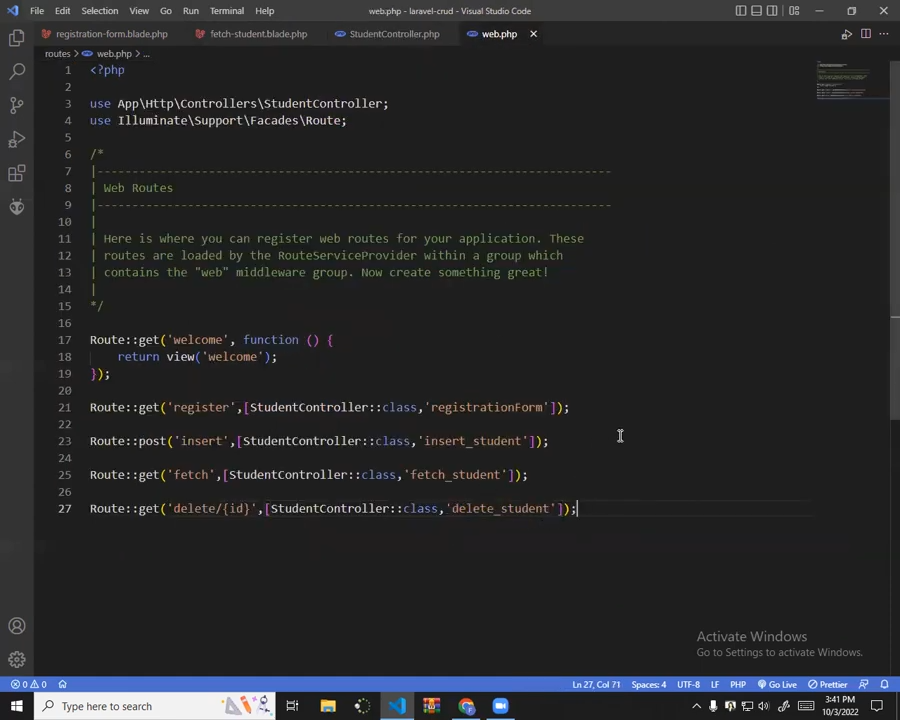 File Edit Selection View Go Run Terminal Help web.php - laravel-crud - Visual Studio Code
registration-form.blade.php fetch-student.blade.php StudentController.php web.php
routes > web.php > ...
1 <?php
2
3 use App\Http\Controllers\StudentController;
4 use Illuminate\Support\Facades\Route;
5
6 /*
7 |--------------------------------------------------------------------------
8 | Web Routes
9 |--------------------------------------------------------------------------
10 |
11 | Here is where you can register web routes for your application. These
12 | routes are loaded by the RouteServiceProvider within a group which
13 | contains the "web" middleware group. Now create something great!
14 |
15 */
16
17 Route::get('welcome', function () {
18 return view('welcome');
19 });
20
21 Route::get('register',[StudentController::class,'registrationForm']);
22
23 Route::post('insert',[StudentController::class,'insert_student']);
24
25 Route::get('fetch',[StudentController::class,'fetch_student']);
26
27 Route::get('delete/{id}',[StudentController::class,'delete_student']);
Activate Windows
Go to Settings to activate Windows.
0 0 Ln 27, Col 71 Spaces: 4 UTF-8 LF PHP Go Live Prettier
Type here to search
3:41 PM
10/3/2022